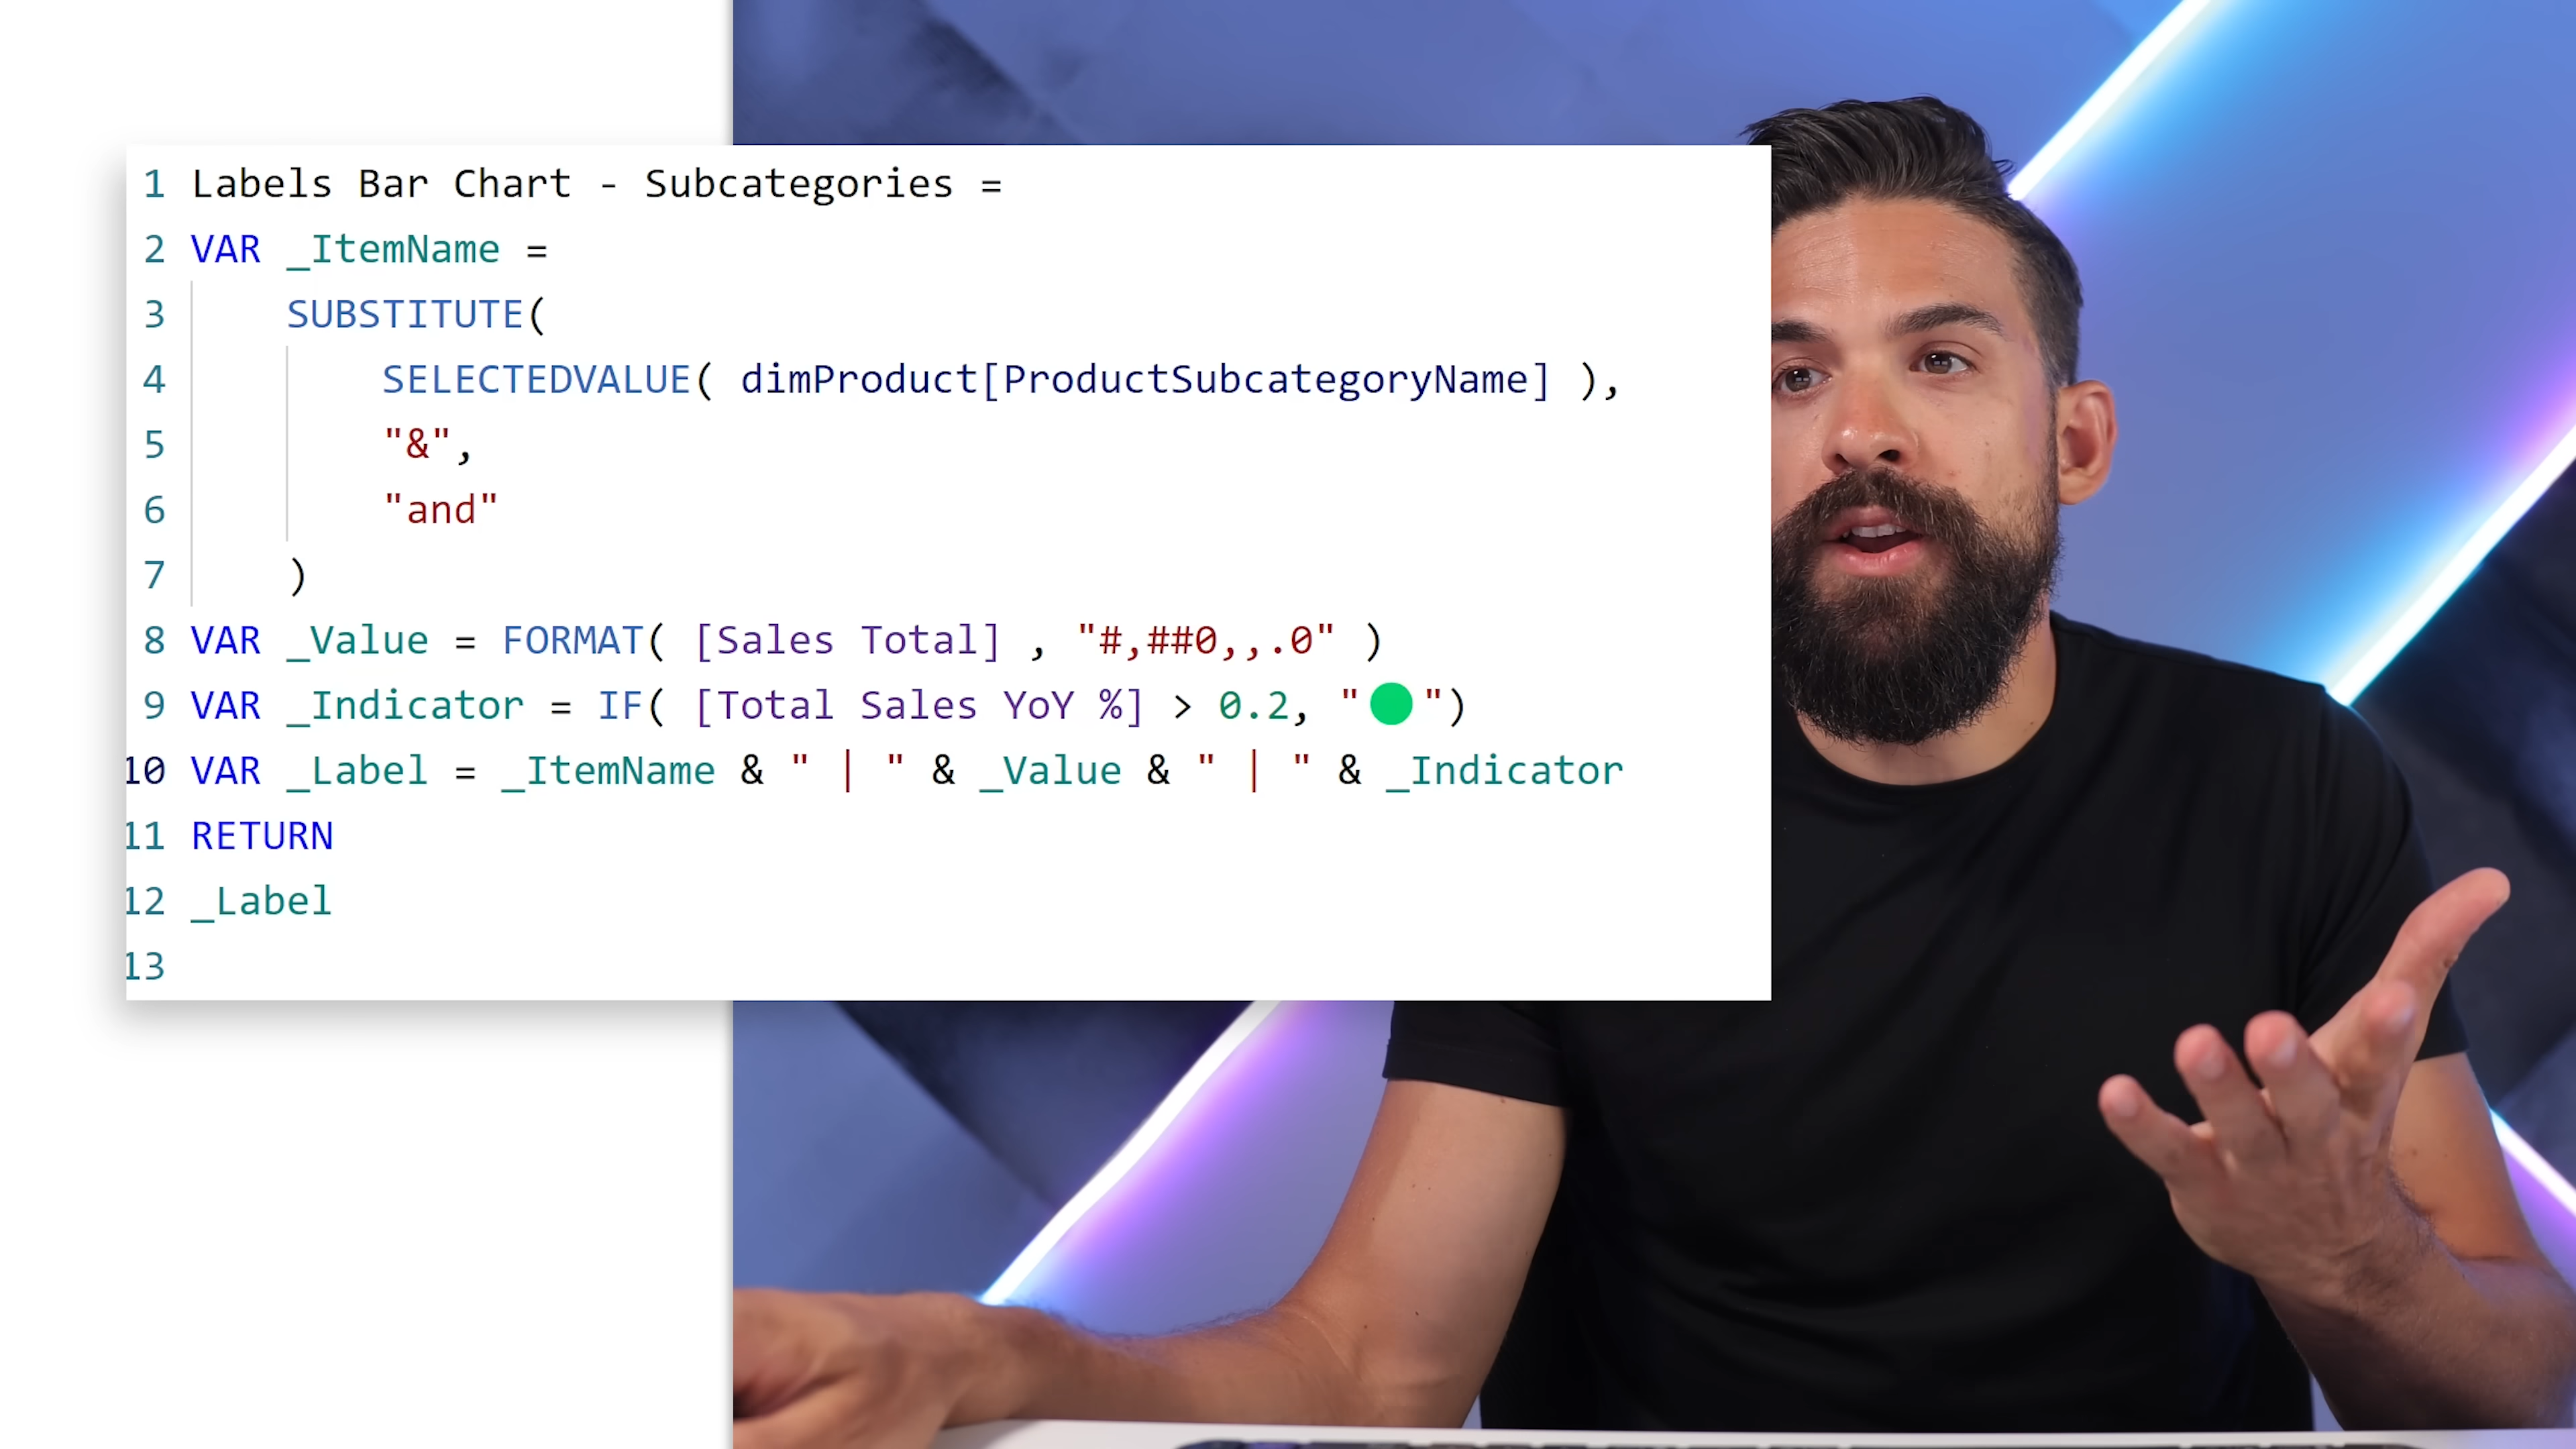 1 Labels Bar Chart - Subcategories =
2 VAR _ItemName =
3 SUBSTITUTE(
4 SELECTEDVALUE( dimProduct[ProductSubcategoryName] ),
5 "&",
6 "and"
7 )
8 VAR _Value = FORMAT( [Sales Total] , "#,##0,,.0" )
9 VAR _Indicator = IF( [Total Sales YoY %] > 0.2, "🟢")
10 VAR _Label = _ItemName & " | " & _Value & " | " & _Indicator
11 RETURN
12 _Label
13